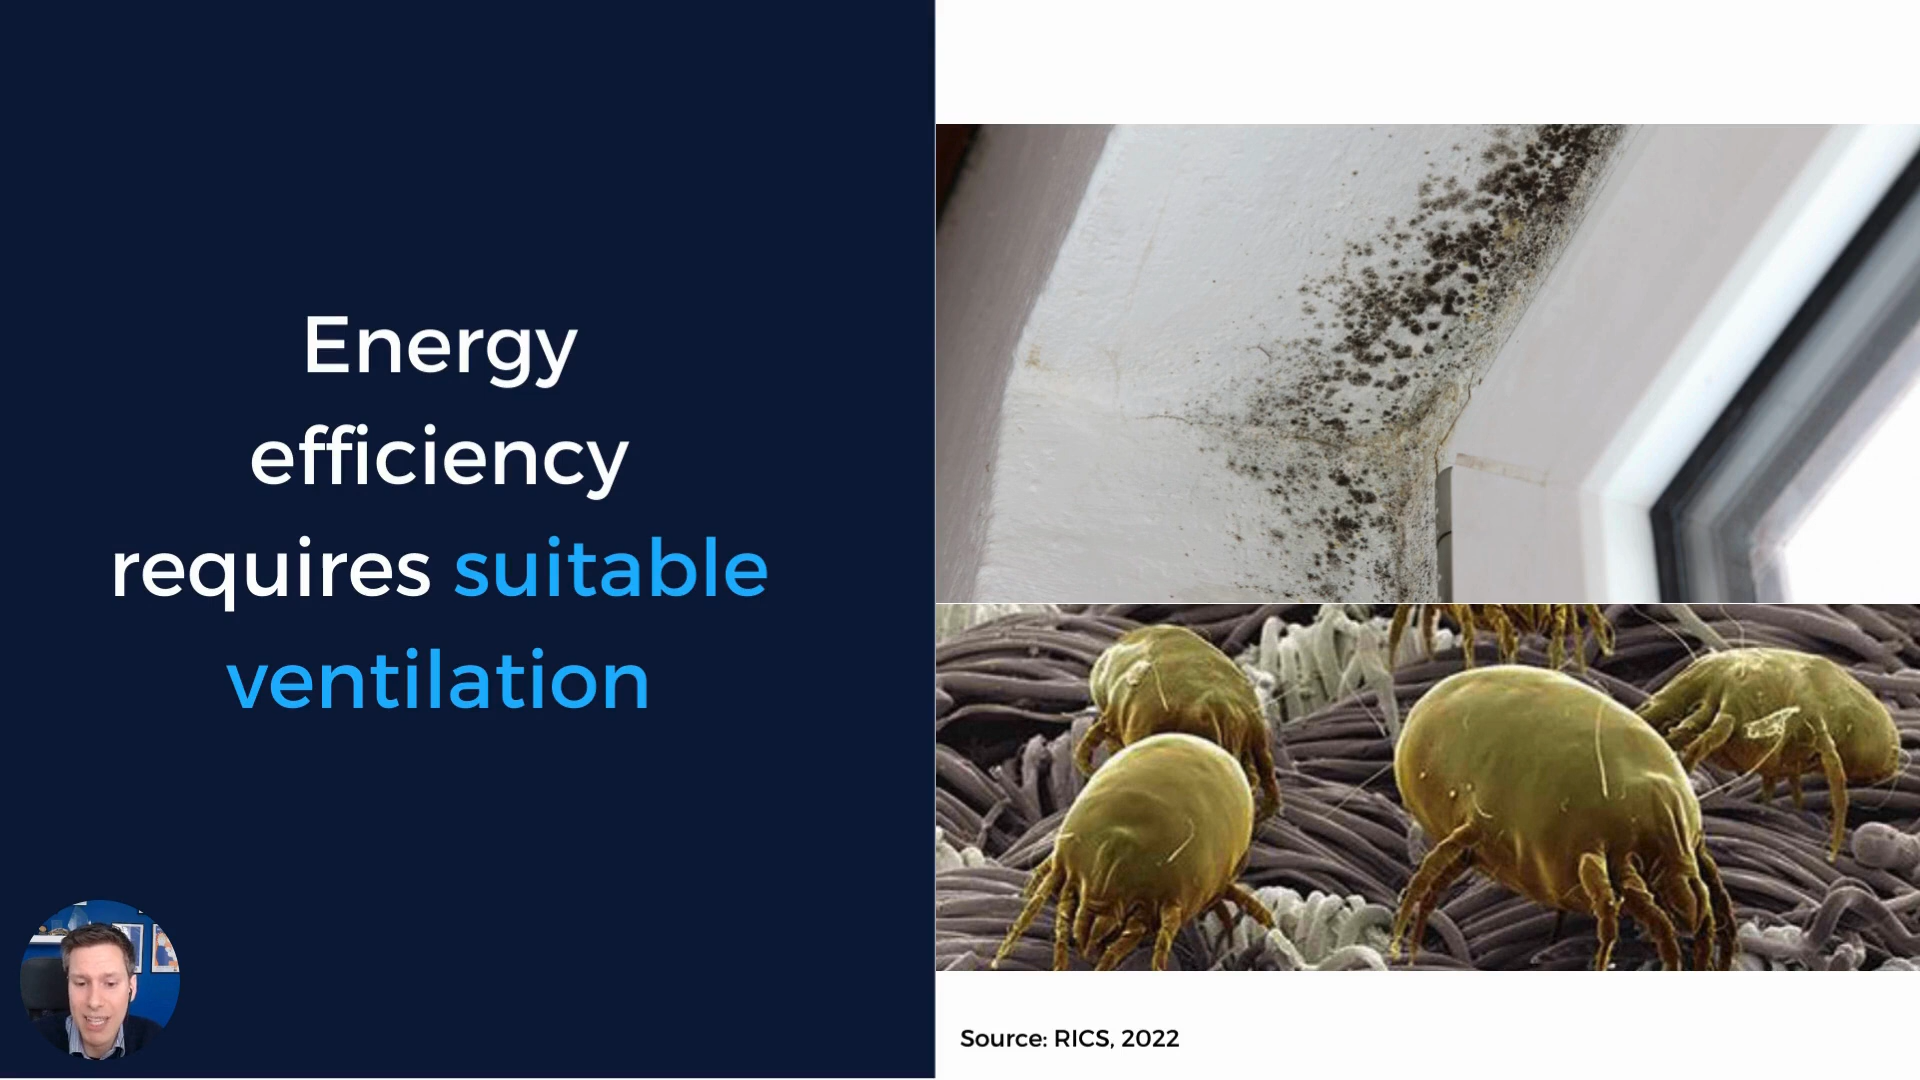 Energy
efficiency
requires suitable
ventilation
Source: RICS, 2022